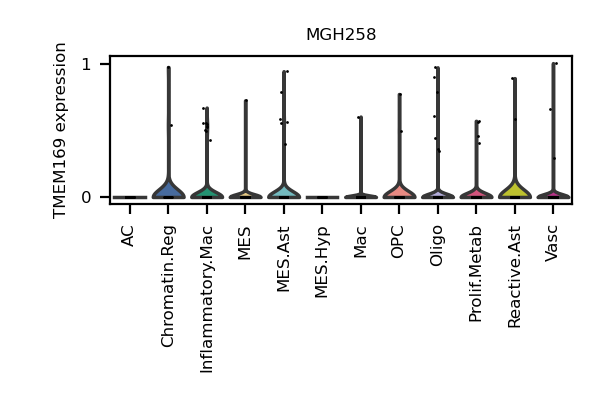 MGH258
TMEM169 expression
1
0
AC
Chromatin.Reg
Inflammatory.Mac
MES
MES.Ast
MES.Hyp
Mac
OPC
Oligo
Prolif.Metab
Reactive.Ast
Vasc